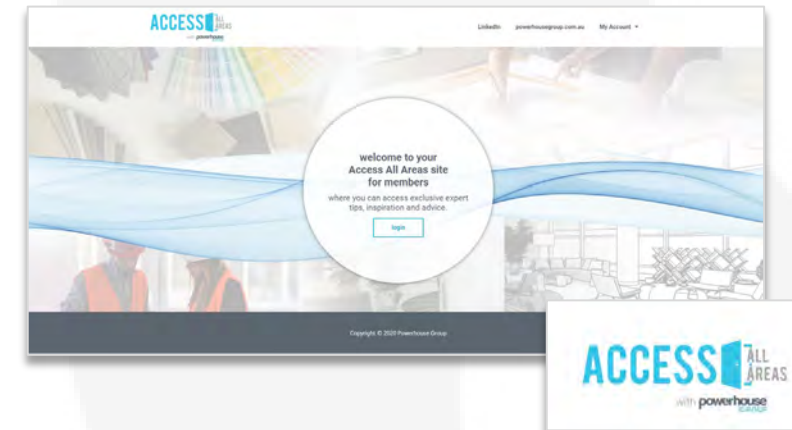 ACCESS ALL
AREAS
with powerhouse
LinkedIn powerhousegroup.com.au My Account
welcome to your
Access All Areas site
for members
where you can access exclusive expert
tips, inspiration and advice.
login
Copyright © 2020 Powerhouse Group
ACCESS ALL
AREAS
with powerhouse
GROUP